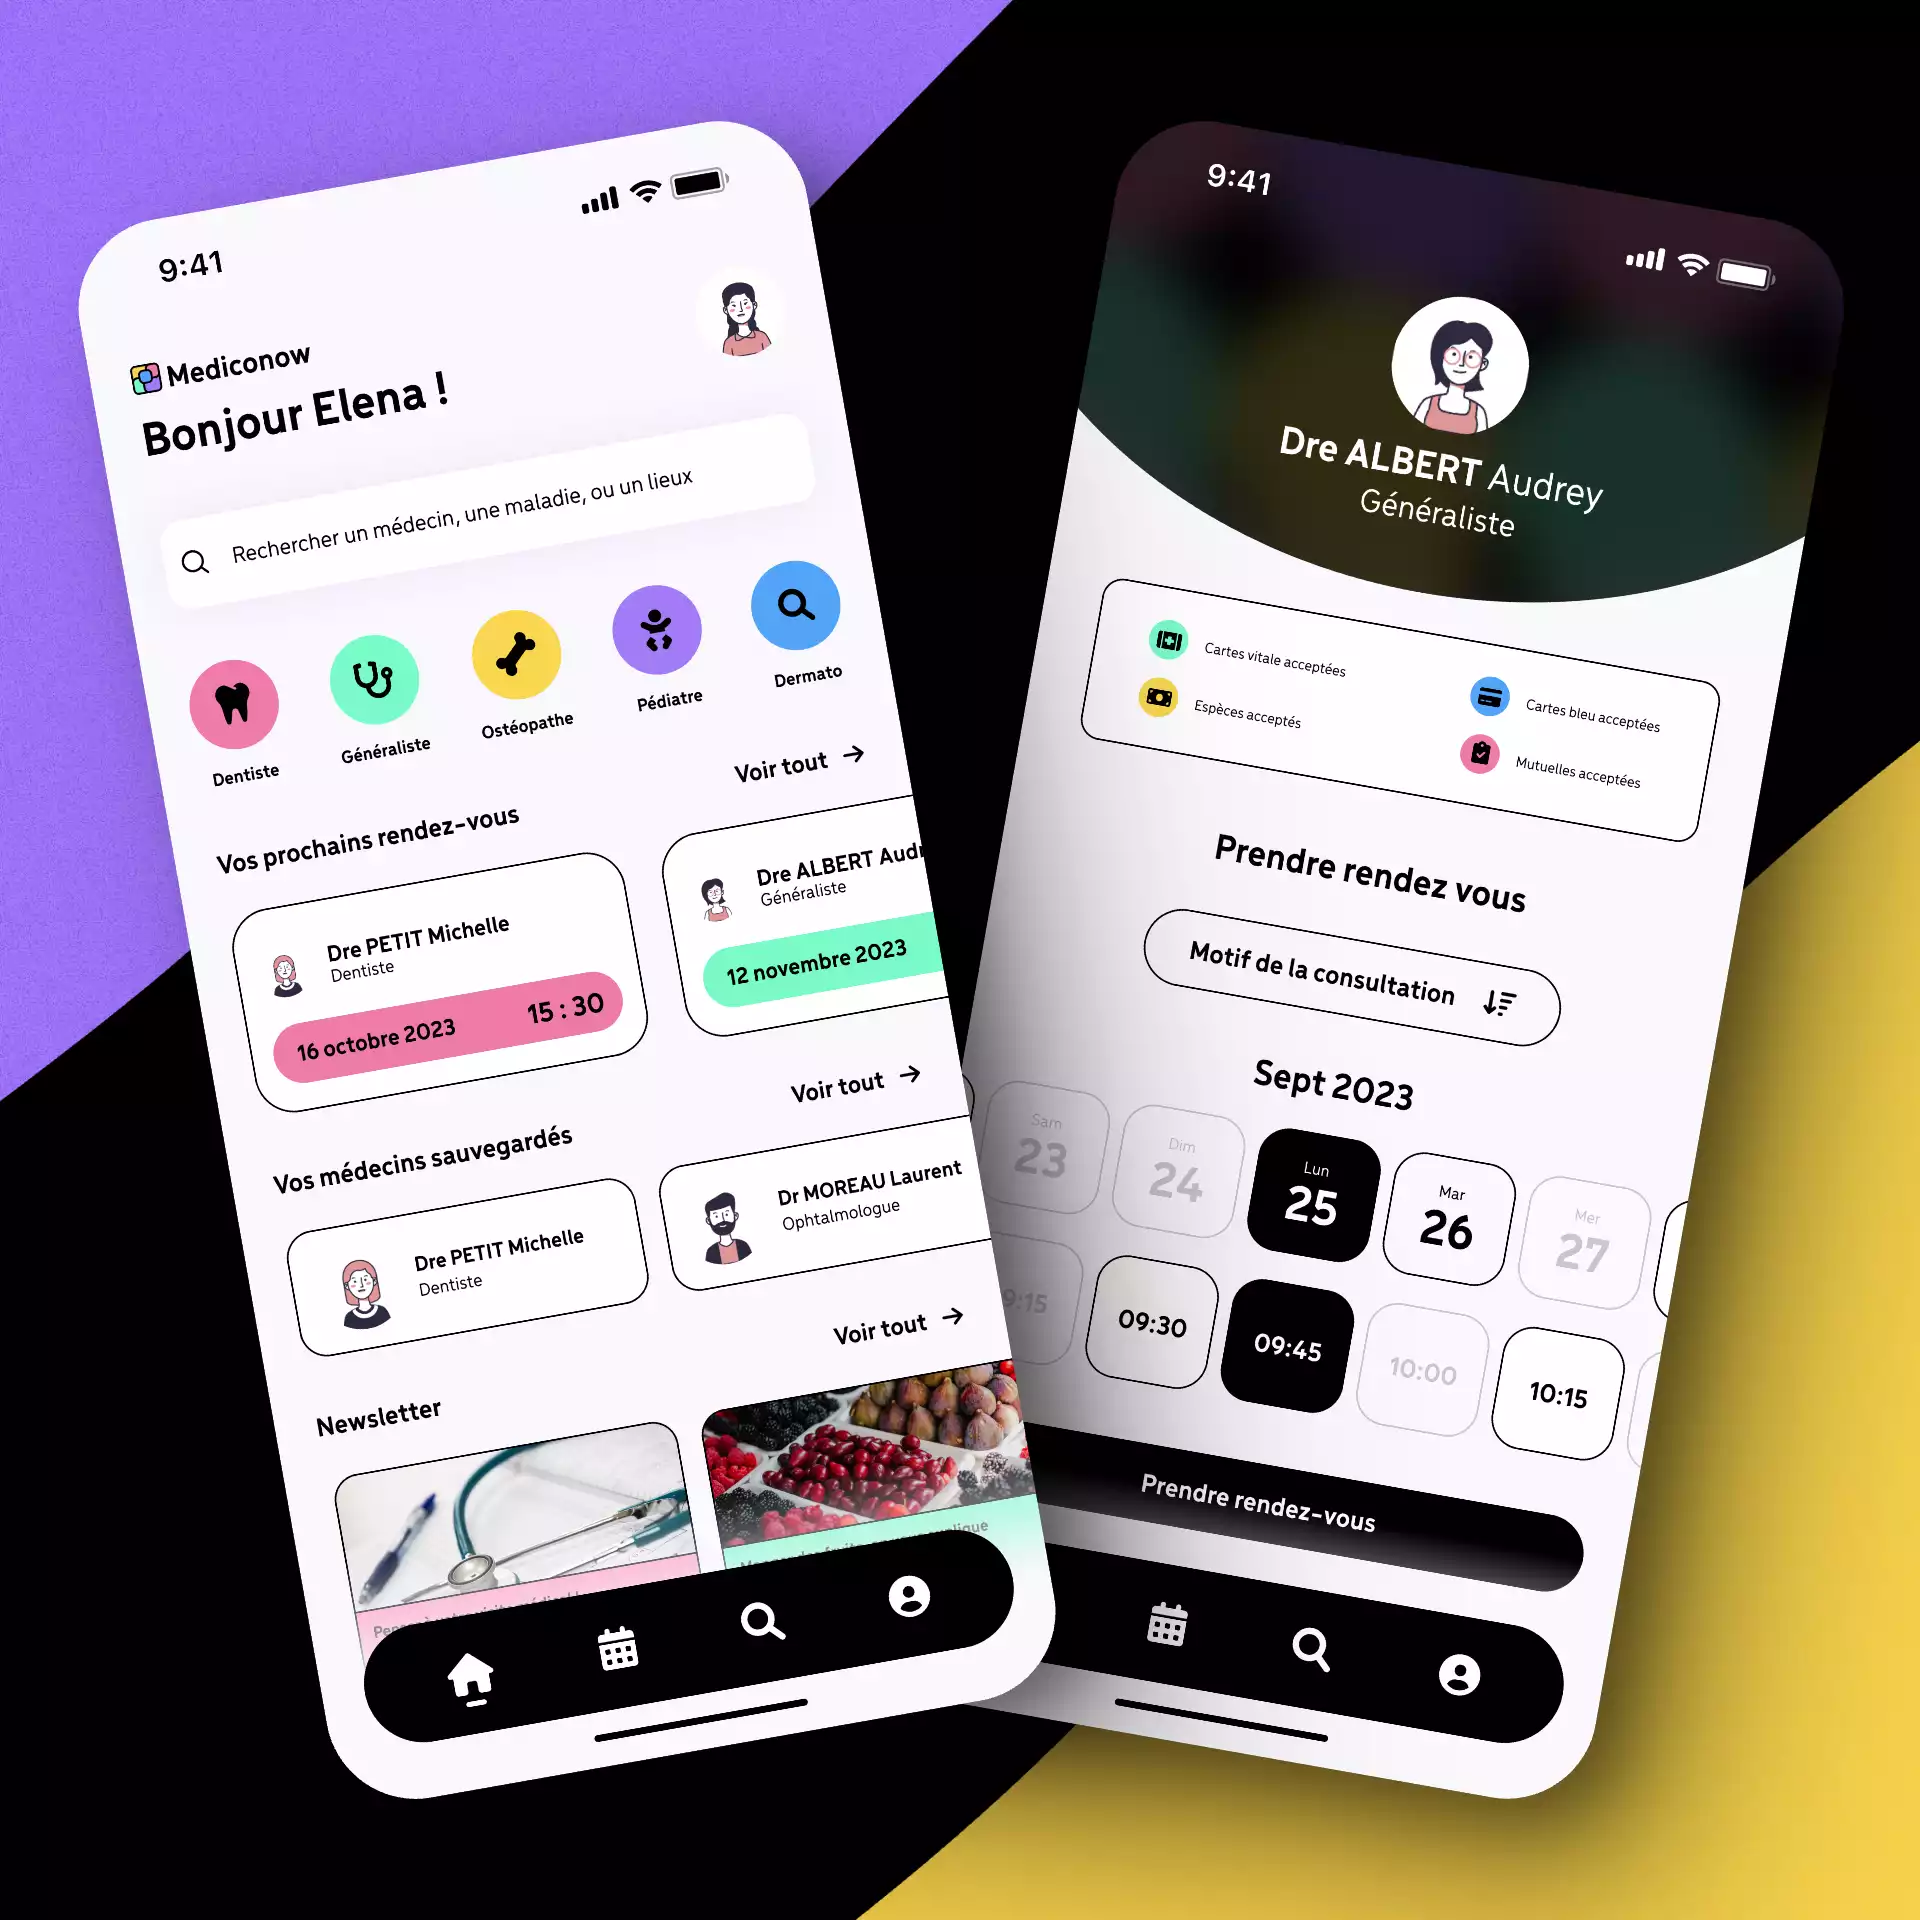 9:41
Mediconow
Bonjour Elena !
Rechercher un médecin, une maladie, ou un lieux
Dentiste
Généraliste
Ostéopathe
Pédiatre
Dermato
Voir tout
Vos prochains rendez-vous
Dre PETIT Michelle
Dentiste
16 octobre 2023
15 : 30
Dre ALBERT Audr
Généraliste
12 novembre 2023
Voir tout
Vos médecins sauvegardés
Dre PETIT Michelle
Dentiste
Dr MOREAU Laurent
Ophtalmologue
Voir tout
Newsletter
9:41
Dre ALBERT Audrey
Généraliste
Cartes vitale acceptées
Cartes bleu acceptées
Espèces acceptés
Mutuelles acceptées
Prendre rendez vous
Motif de la consultation
Sept 2023
Sam
23
Dim
24
Lun
25
Mar
26
Mer
27
9:15
09:30
09:45
10:00
10:15
Prendre rendez-vous